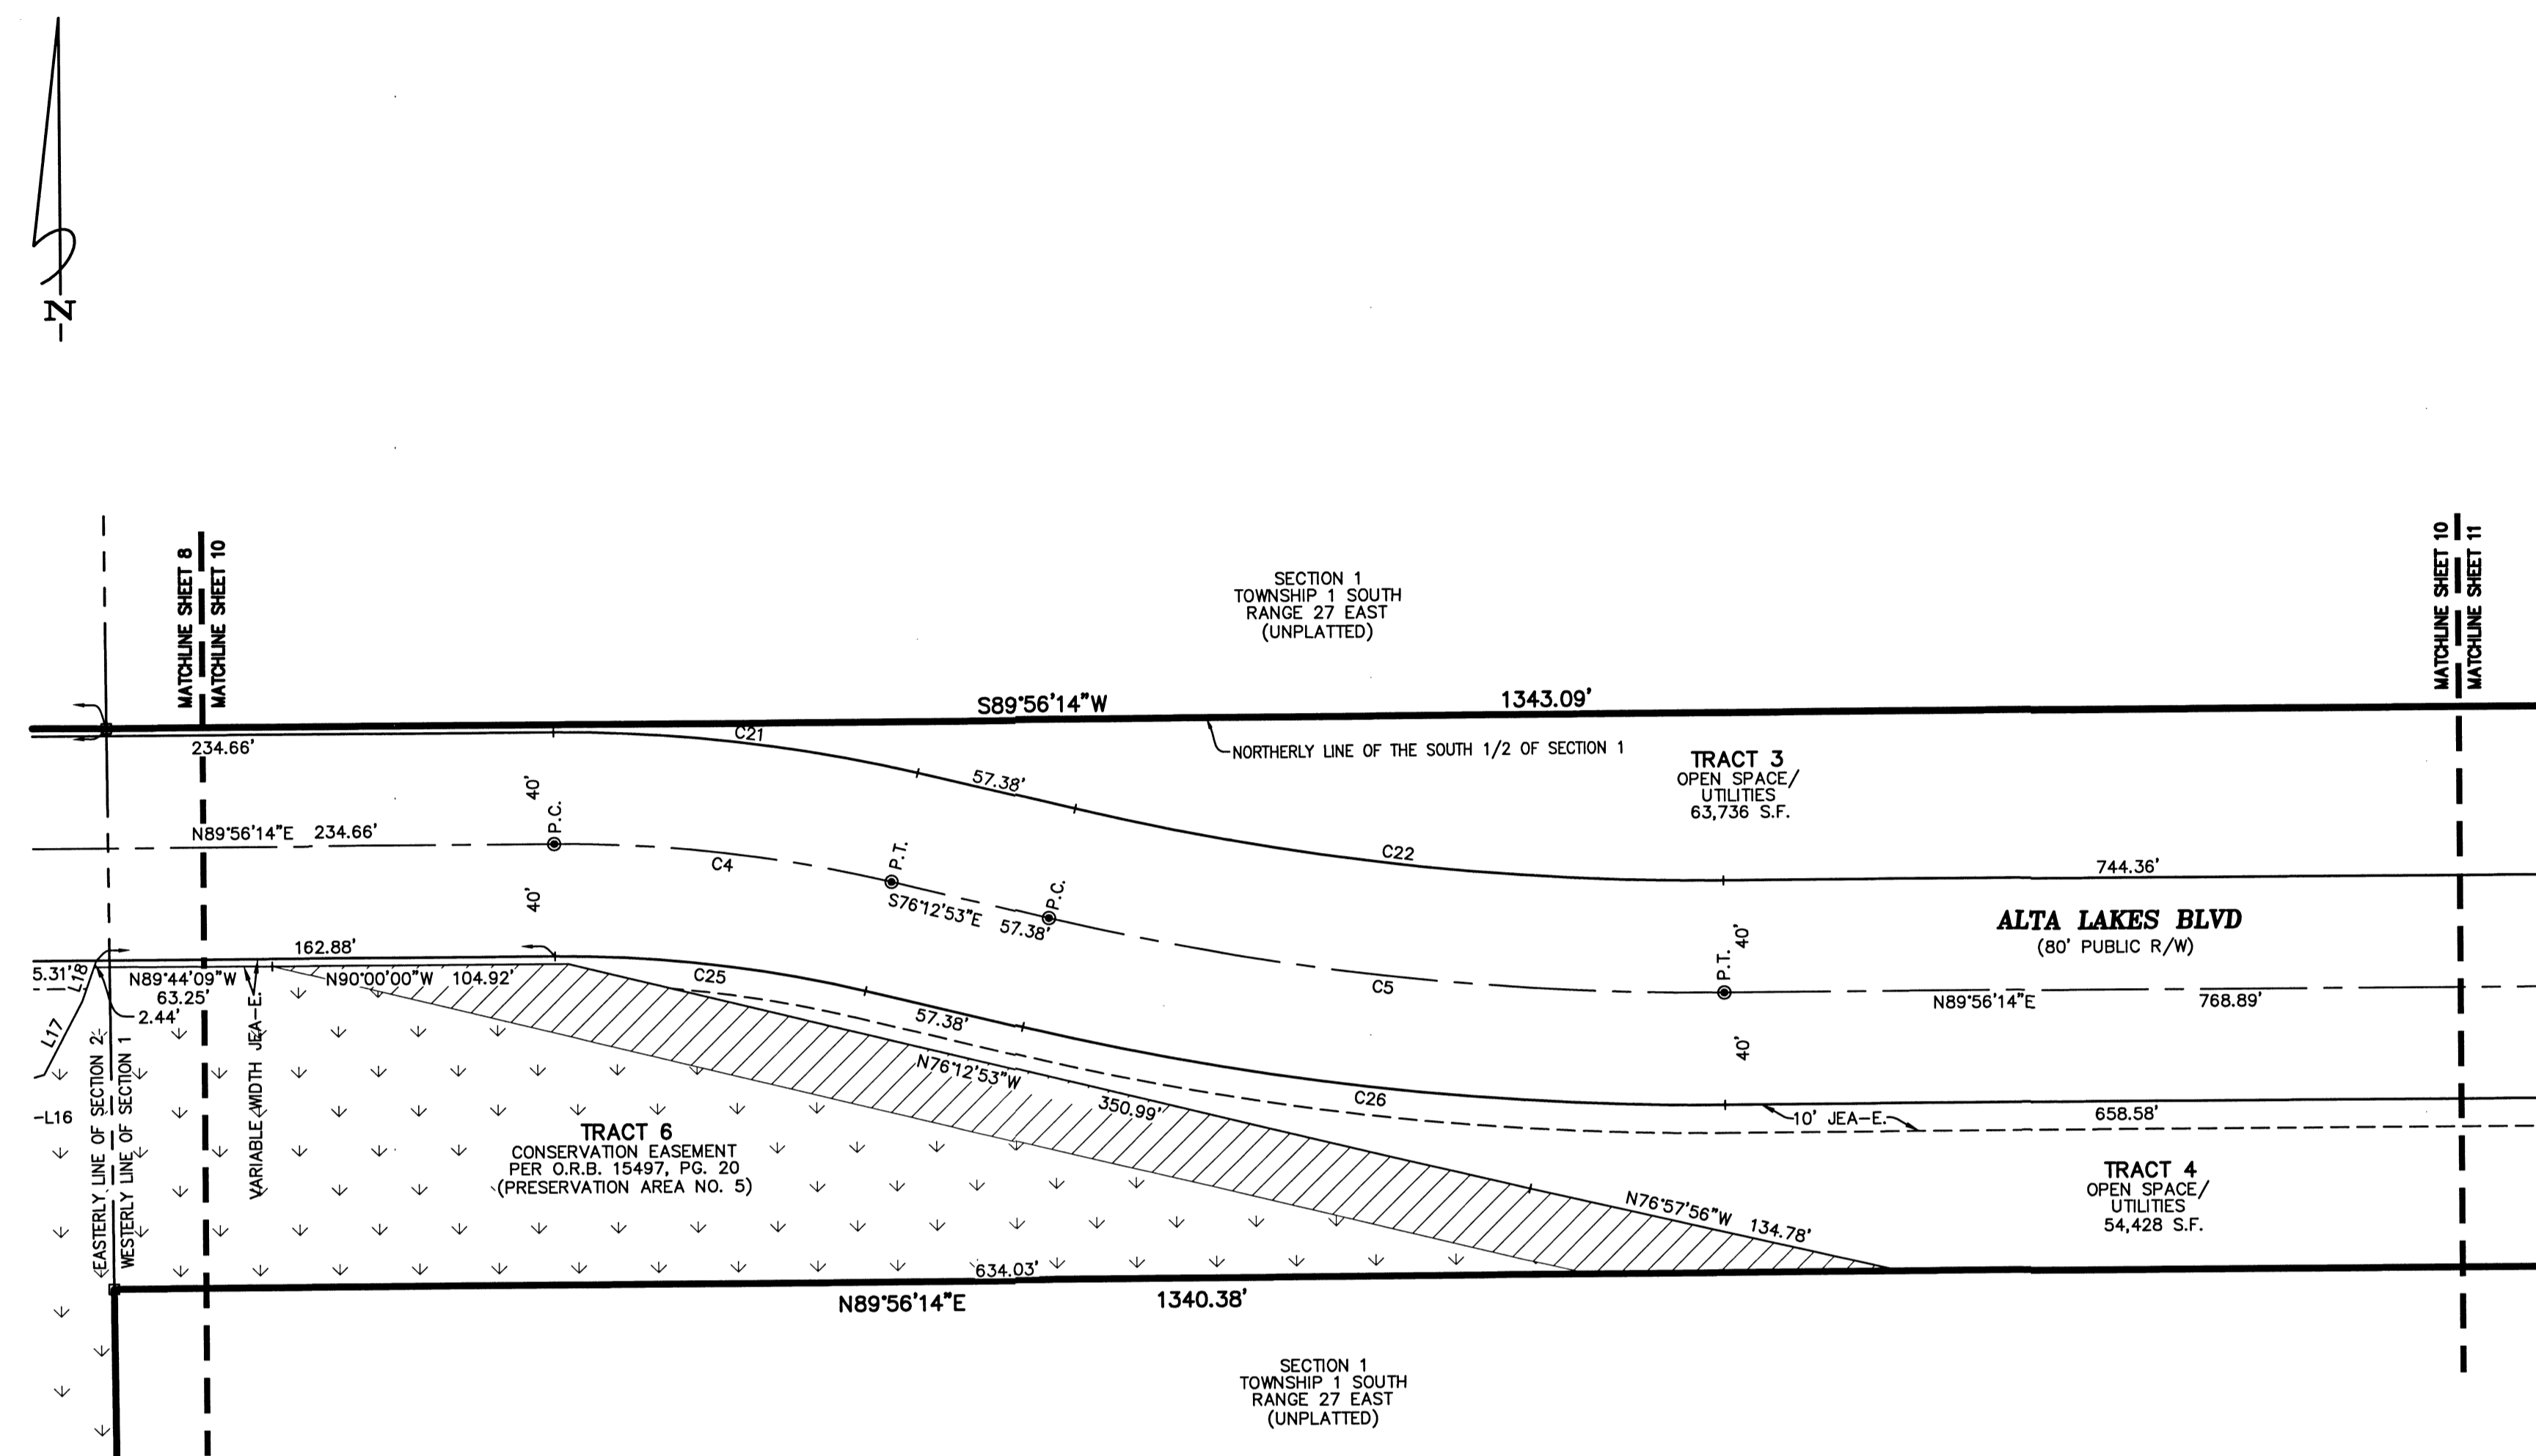 N
MATCHLINE SHEET 8
MATCHLINE SHEET 10
MATCHLINE SHEET 10
MATCHLINE SHEET 11
SECTION 1
TOWNSHIP 1 SOUTH
RANGE 27 EAST
(UNPLATTED)
S89°56'14"W 1343.09'
234.66'
C21
NORTHERLY LINE OF THE SOUTH 1/2 OF SECTION 1
TRACT 3
OPEN SPACE/
UTILITIES
63,736 S.F.
57.38'
40'
P.C.
N89°56'14"E 234.66'
C4
P.T.
C22
744.36'
40'
S76°12'53"E 57.38'
P.C.
ALTA LAKES BLVD
(80' PUBLIC R/W)
40'
P.T.
C5
N89°56'14"E 768.89'
162.88'
5.31'
L18
N89°44'09"W
63.25'
2.44'
N90°00'00"W 104.92'
C25
57.38'
L17
40'
N76°12'53"W
350.99'
C26
10' JEA-E.
658.58'
L16
EASTERLY LINE OF SECTION 2
WESTERLY LINE OF SECTION 1
VARIABLE WIDTH JEA-E.
TRACT 6
CONSERVATION EASEMENT
PER O.R.B. 15497, PG. 20
(PRESERVATION AREA NO. 5)
TRACT 4
OPEN SPACE/
UTILITIES
54,428 S.F.
N76°57'56"W 134.78'
634.03'
N89°56'14"E 1340.38'
SECTION 1
TOWNSHIP 1 SOUTH
RANGE 27 EAST
(UNPLATTED)